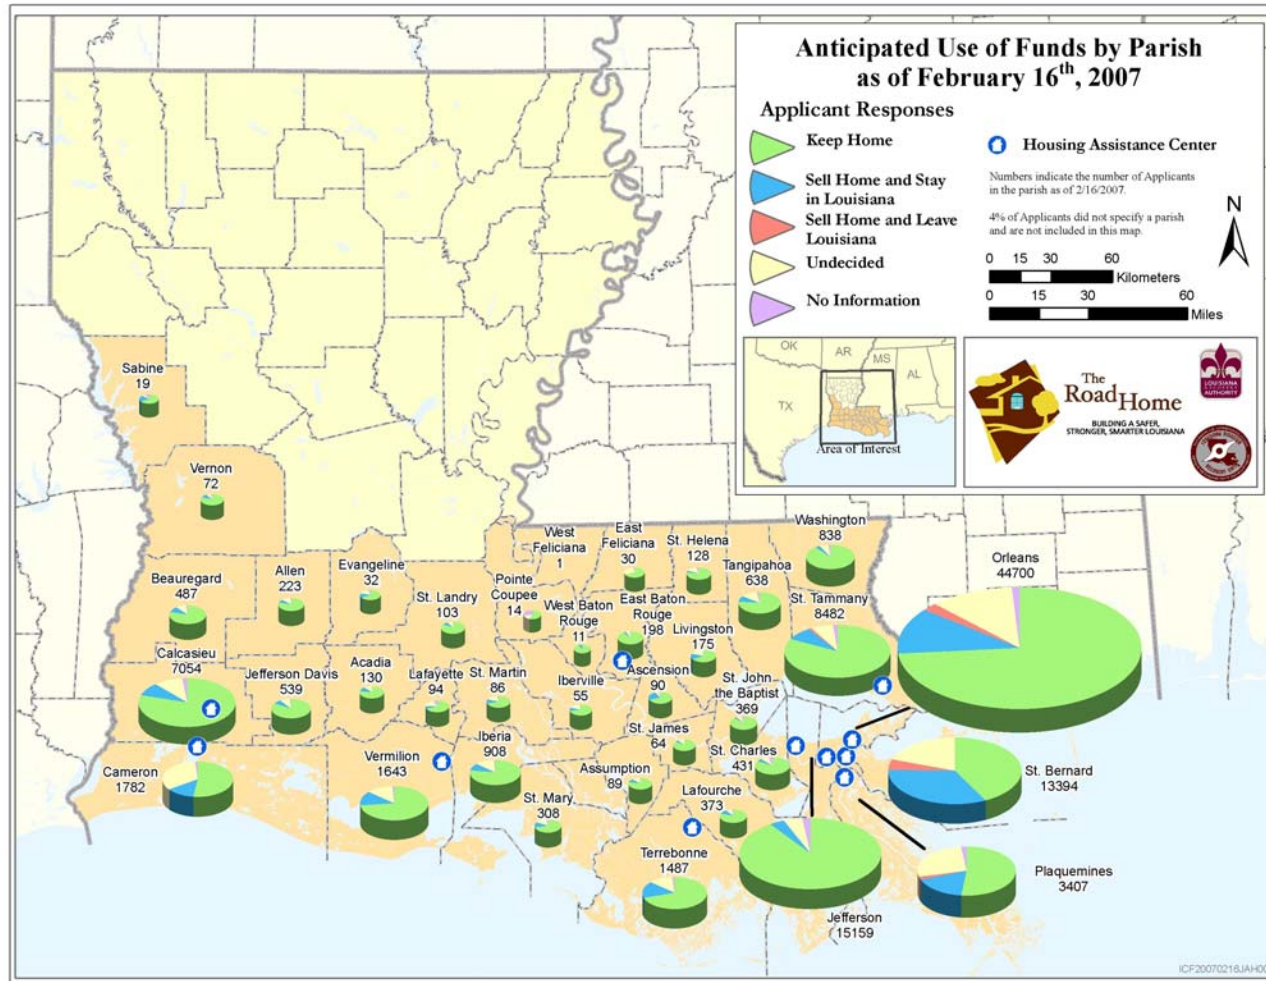 Anticipated Use of Funds by Parish
as of February 16th, 2007
Applicant Responses
Keep Home
Sell Home and Stay
in Louisiana
Sell Home and Leave
Louisiana
Undecided
No Information
Housing Assistance Center
Numbers indicate the number of Applicants
in the parish as of 2/16/2007.
4% of Applicants did not specify a parish
and are not included in this map.
N
0 15 30 60
Kilometers
0 15 30 60
Miles
OK
AR
MS
AL
TX
Area of Interest
The
Road Home
BUILDING A SAFER,
STRONGER, SMARTER LOUISIANA
LOUISIANA
RECOVERY
AUTHORITY
Sabine
19
Vernon
72
Beauregard
487
Allen
223
Evangeline
32
St. Landry
103
Pointe
Coupee
14
West
Feliciana
1
East
Feliciana
30
St. Helena
128
Washington
838
Tangipahoa
638
Orleans
44700
West Baton
Rouge
11
East Baton
Rouge
198
Livingston
175
St. Tammany
8482
Calcasieu
7054
Jefferson Davis
539
Acadia
130
Lafayette
94
St. Martin
86
Iberville
55
Ascension
90
St. John
the Baptist
369
Cameron
1782
Vermilion
1643
Iberia
908
St. Mary
308
Assumption
89
St. James
64
St. Charles
431
Lafourche
373
Terrebonne
1487
Jefferson
15159
St. Bernard
13394
Plaquemines
3407